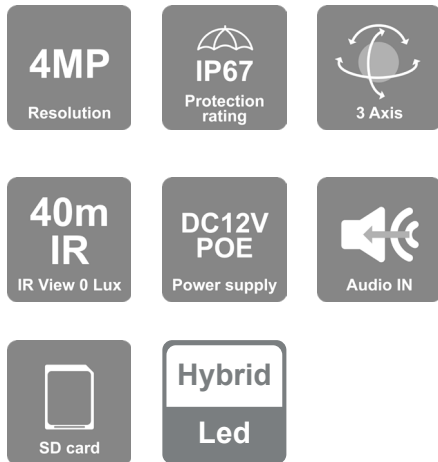 4MP
Resolution
IP67
Protection
rating
3 Axis
40m
IR
IR View 0 Lux
DC12V
POE
Power supply
Audio IN
SD card
Hybrid
Led